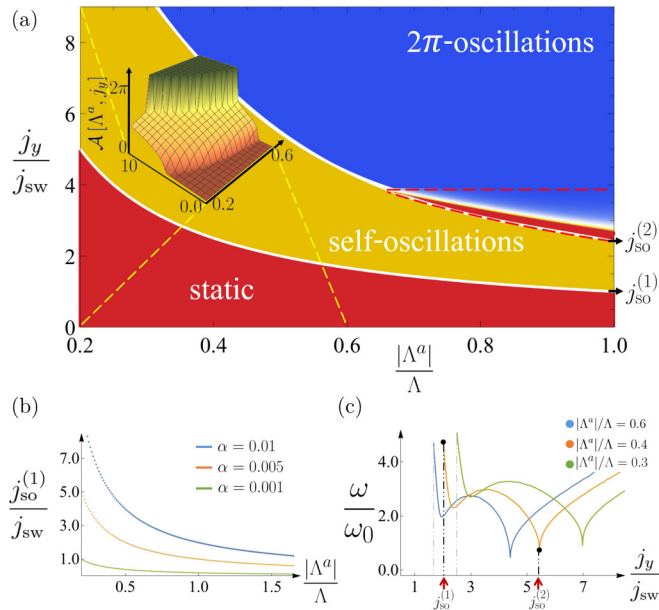 (a)
8
6
4
2
0
j_y
j_sw
2π-oscillations
self-oscillations
static
𝒜[Λ^a, j_y]
2π
0
10
0.0
0.2
0.6
j_so^(2)
j_so^(1)
0.2 0.4 0.6 0.8 1.0
|Λ^a|
Λ
(b)
j_so^(1)
j_sw
7.0
5.0
3.0
1.0
α = 0.01
α = 0.005
α = 0.001
0.5 1.0 1.5
|Λ^a|
Λ
(c)
ω
ω_0
4.0
2.0
0.0
|Λ^a|/Λ = 0.6
|Λ^a|/Λ = 0.4
|Λ^a|/Λ = 0.3
1 3 5 7
j_so^(1) j_so^(2)
j_y
j_sw